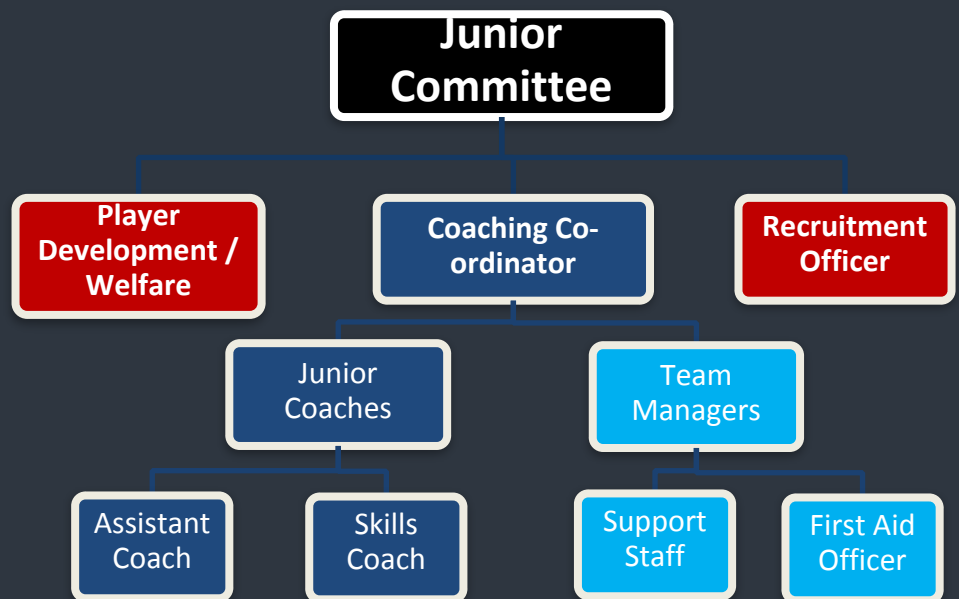 Junior
Committee
Player
Development /
Welfare
Coaching Co-
ordinator
Recruitment
Officer
Junior
Coaches
Team
Managers
Assistant
Coach
Skills
Coach
Support
Staff
First Aid
Officer